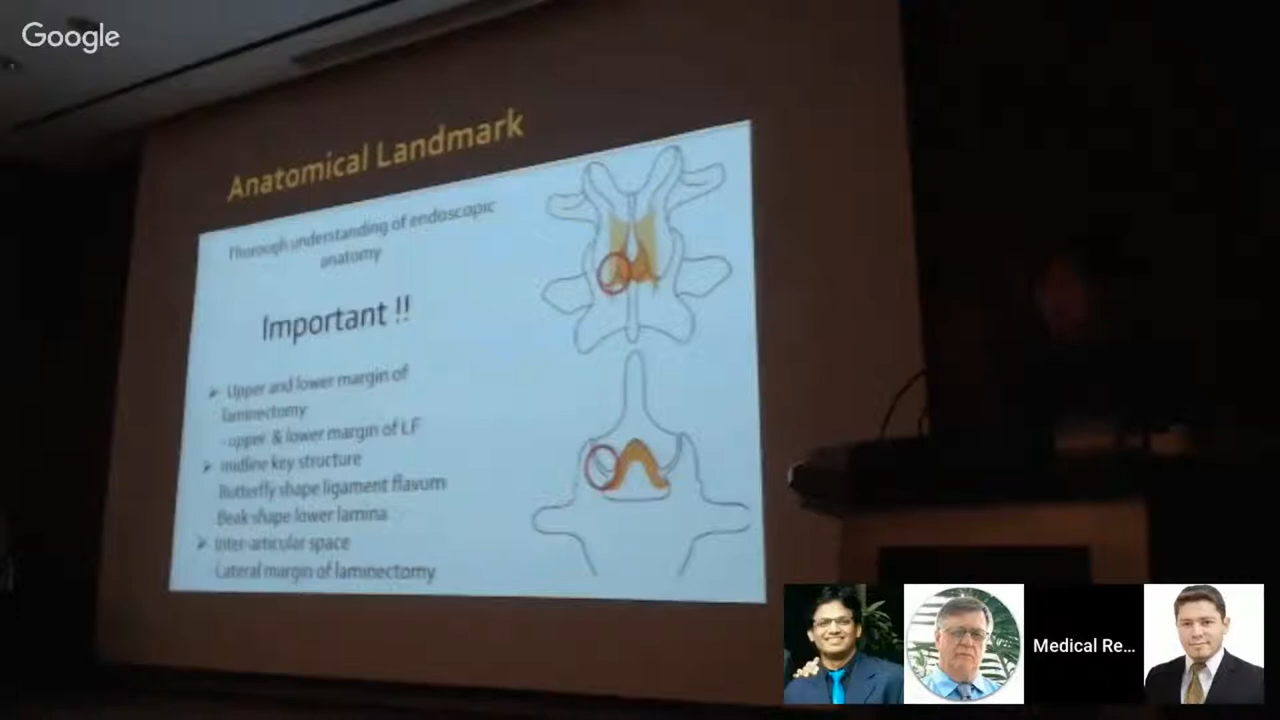 Google
Anatomical Landmark
Thorough understanding of endoscopic
anatomy
Important !!
➤ Upper and lower margin of
laminectomy
- upper & lower margin of LF
➤ midline key structure
Butterfly shape ligament flavum
Beak shape lower lamina
➤ Inter-articular space
Lateral margin of laminectomy
Medical Re...